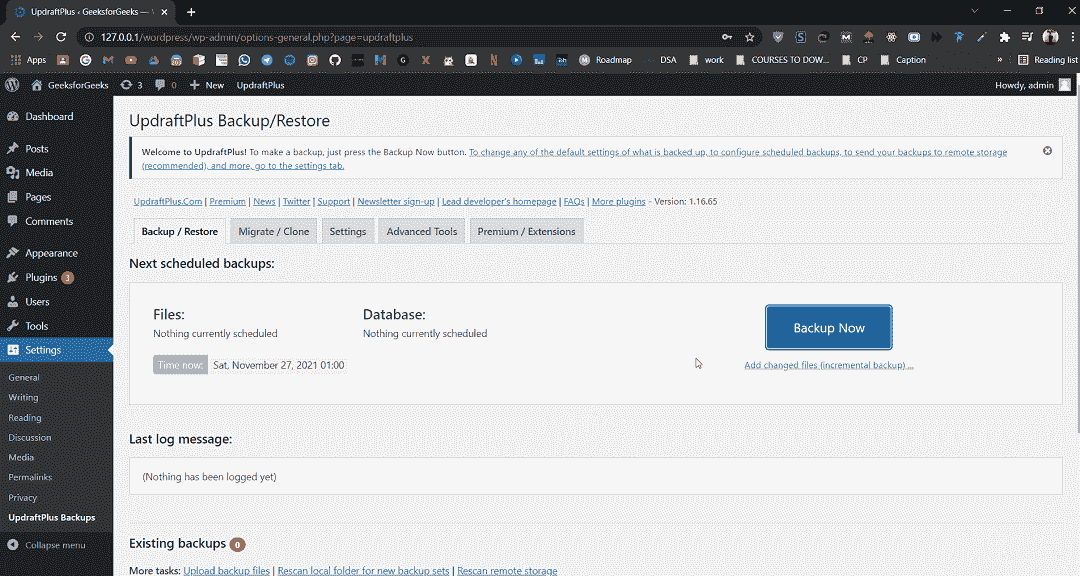 UpdraftPlus ‹ GeeksforGeeks —
127.0.0.1/wordpress/wp-admin/options-general.php?page=updraftplus
Apps
Roadmap
DSA
work
COURSES TO DOW...
CP
Caption
»
Reading list
GeeksforGeeks
3
0
New
UpdraftPlus
Howdy, admin
Dashboard
Posts
Media
Pages
Comments
Appearance
Plugins 3
Users
Tools
Settings
General
Writing
Reading
Discussion
Media
Permalinks
Privacy
UpdraftPlus Backups
Collapse menu
UpdraftPlus Backup/Restore
Welcome to UpdraftPlus! To make a backup, just press the Backup Now button. To change any of the default settings of what is backed up, to configure scheduled backups, to send your backups to remote storage
(recommended), and more, go to the settings tab.
UpdraftPlus.Com | Premium | News | Twitter | Support | Newsletter sign-up | Lead developer's homepage | FAQs | More plugins - Version: 1.16.65
Backup / Restore
Migrate / Clone
Settings
Advanced Tools
Premium / Extensions
Next scheduled backups:
Files:
Nothing currently scheduled
Database:
Nothing currently scheduled
Time now: Sat, November 27, 2021 01:00
Backup Now
Add changed files (incremental backup) ...
Last log message:
(Nothing has been logged yet)
Existing backups 0
More tasks: Upload backup files | Rescan local folder for new backup sets | Rescan remote storage